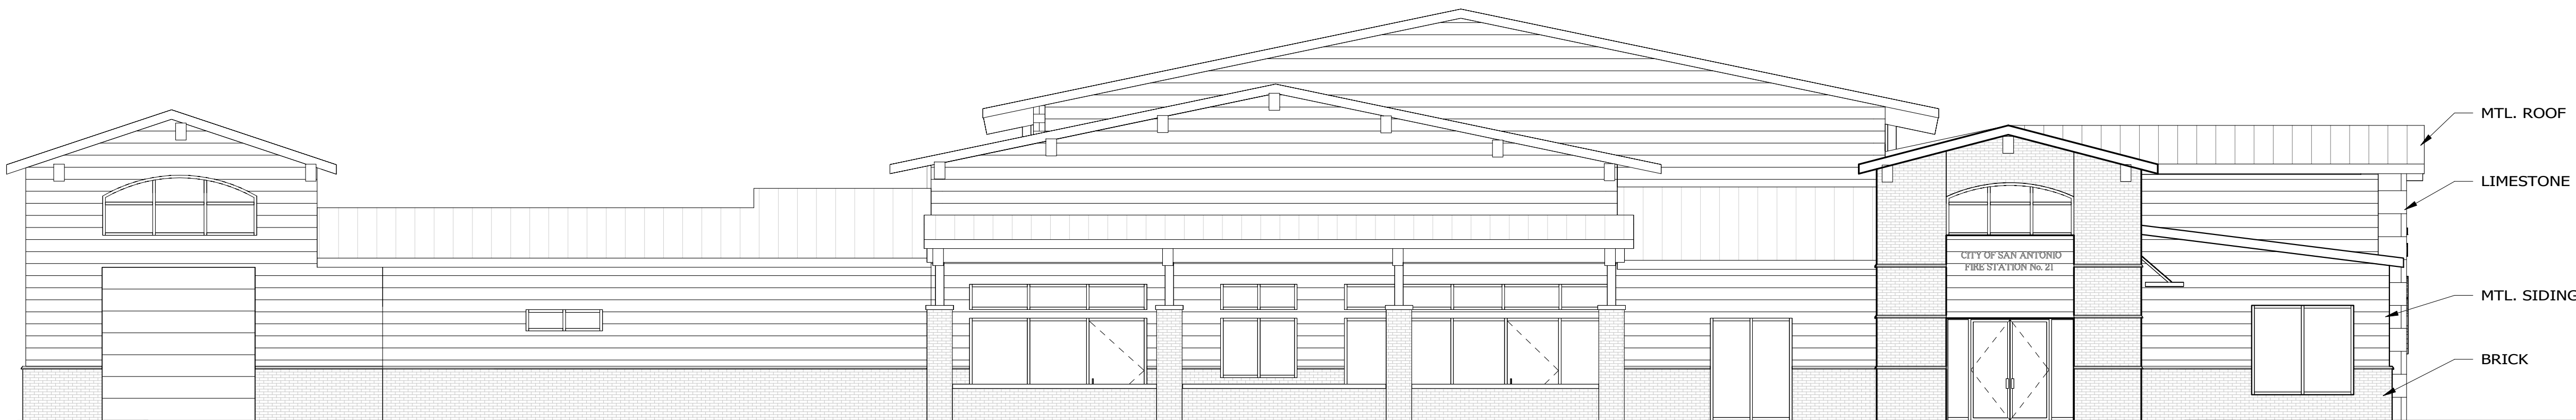 MTL. ROOF
LIMESTONE
CITY OF SAN ANTONIO
FIRE STATION No. 21
MTL. SIDING
BRICK